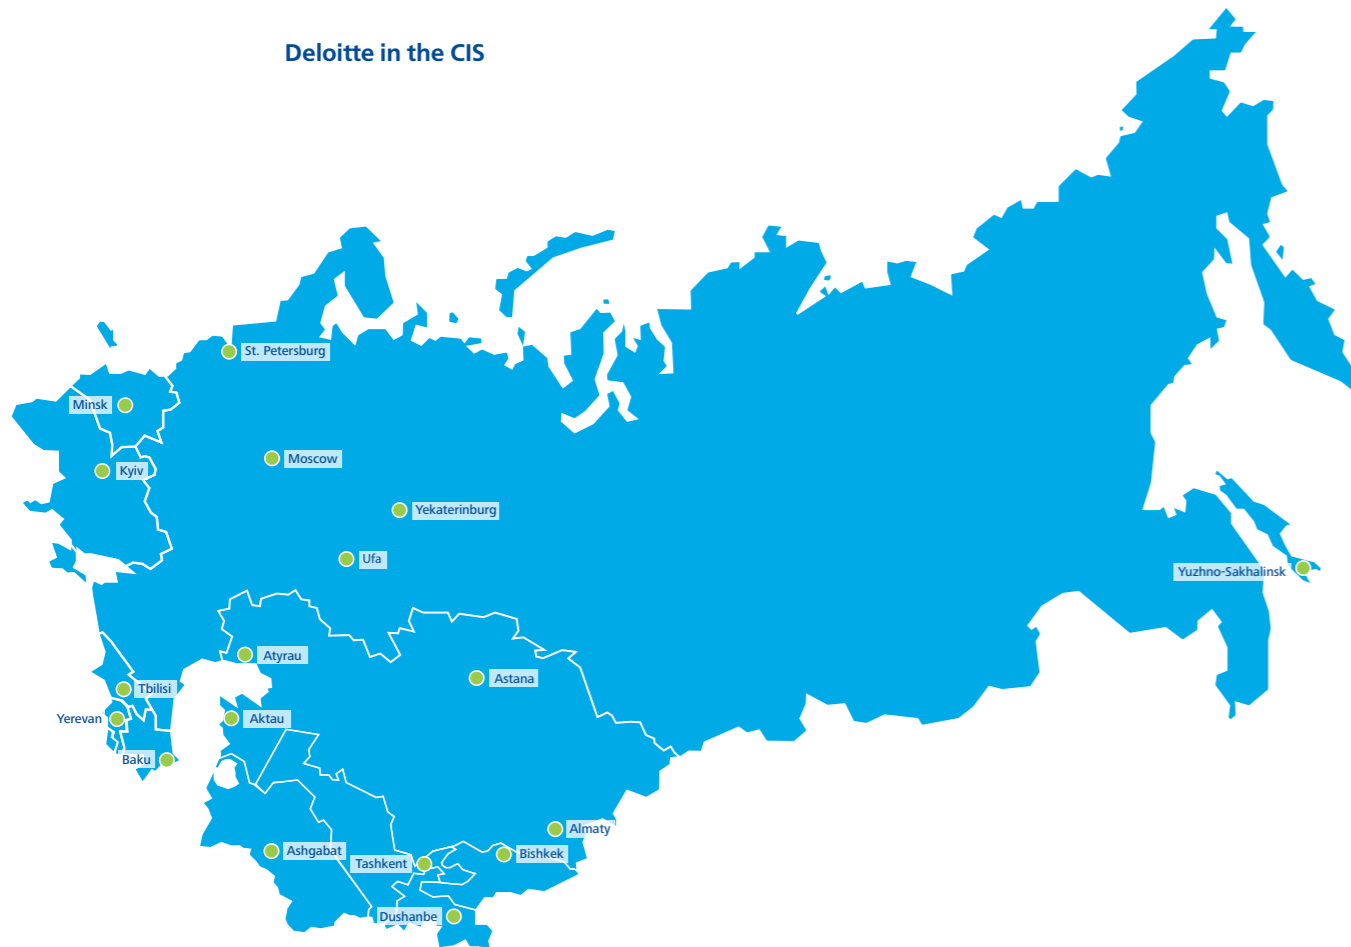 Deloitte in the CIS
St. Petersburg
Minsk
Moscow
Kyiv
Yekaterinburg
Ufa
Yuzhno-Sakhalinsk
Atyrau
Astana
Tbilisi
Yerevan
Aktau
Baku
Almaty
Ashgabat
Bishkek
Tashkent
Dushanbe